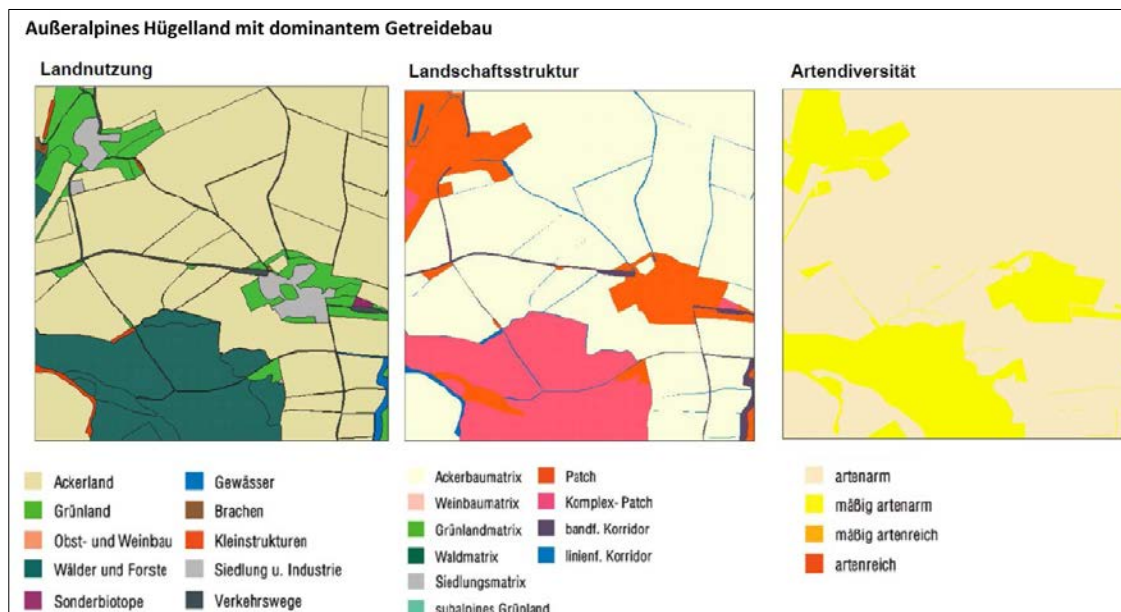 Außeralpines Hügelland mit dominantem Getreidebau
Landnutzung
Landschaftsstruktur
Artendiversität
Ackerland
Grünland
Obst- und Weinbau
Wälder und Forste
Sonderbiotope
Gewässer
Brachen
Kleinstrukturen
Siedlung u. Industrie
Verkehrswege
Ackerbaumatrix
Weinbaumatrix
Grünlandmatrix
Waldmatrix
Siedlungsmatrix
subalpines Grünland
Patch
Komplex- Patch
bandf. Korridor
linienf. Korridor
artenarm
mäßig artenarm
mäßig artenreich
artenreich